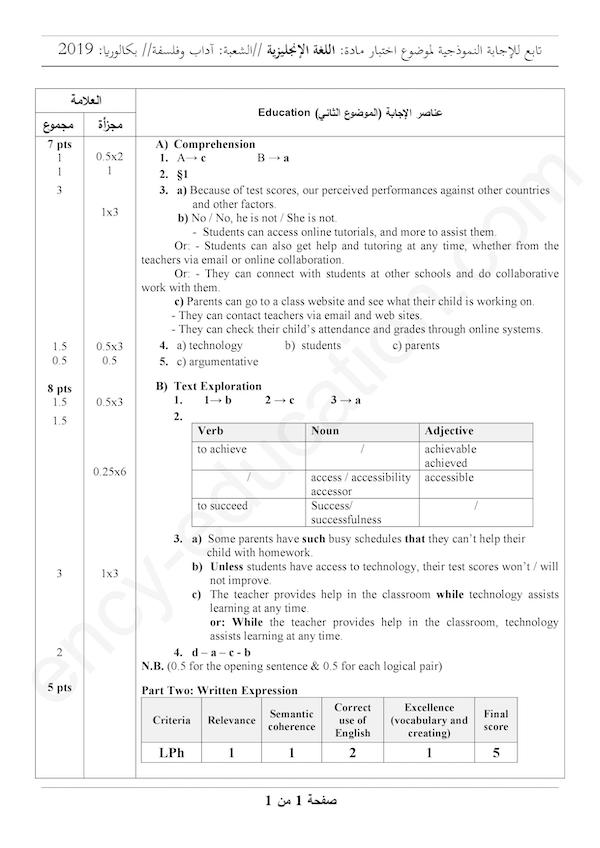 تابع للإجابة النموذجية لموضوع اختبار مادة: اللغة الإنجليزية //الشعبة: آداب وفلسفة// بكالوريا: 2019
العلامة
عناصر الإجابة (الموضوع الثاني) Education
مجموع مجزأة
7 pts A) Comprehension
1 0.5x2 1. A→ c B → a
1 1 2. §1
3 3. a) Because of test scores, our perceived performances against other countries
and other factors.
1x3 b) No / No, he is not / She is not.
- Students can access online tutorials, and more to assist them.
Or: - Students can also get help and tutoring at any time, whether from the
teachers via email or online collaboration.
Or: - They can connect with students at other schools and do collaborative
work with them.
c) Parents can go to a class website and see what their child is working on.
- They can contact teachers via email and web sites.
- They can check their child's attendance and grades through online systems.
1.5 0.5x3 4. a) technology b) students c) parents
0.5 0.5 5. c) argumentative
8 pts B) Text Exploration
1.5 0.5x3 1. 1→ b 2 → c 3 → a
1.5 2.
Verb Noun Adjective
to achieve / achievable
achieved
0.25x6 / access / accessibility accessible
accessor
to succeed Success/ /
successfulness
3. a) Some parents have such busy schedules that they can't help their
child with homework.
3 1x3 b) Unless students have access to technology, their test scores won't / will
not improve.
c) The teacher provides help in the classroom while technology assists
learning at any time.
or: While the teacher provides help in the classroom, technology
assists learning at any time.
2 4. d – a – c - b
N.B. (0.5 for the opening sentence & 0.5 for each logical pair)
5 pts Part Two: Written Expression
Criteria Relevance Semantic coherence Correct use of English Excellence (vocabulary and creating) Final score
LPh 1 1 2 1 5
صفحة 1 من 1
ency-education.com